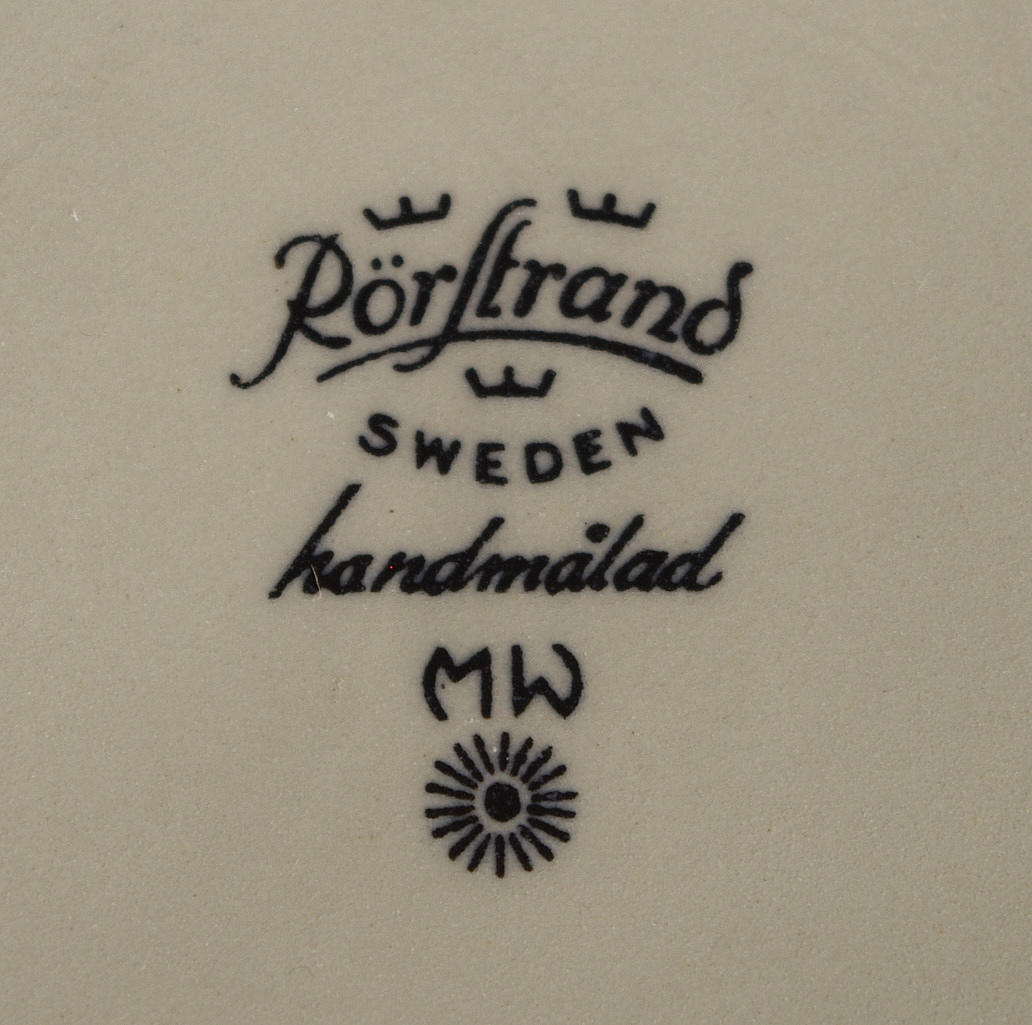 Rörstrand
SWEDEN
handmålad
MW